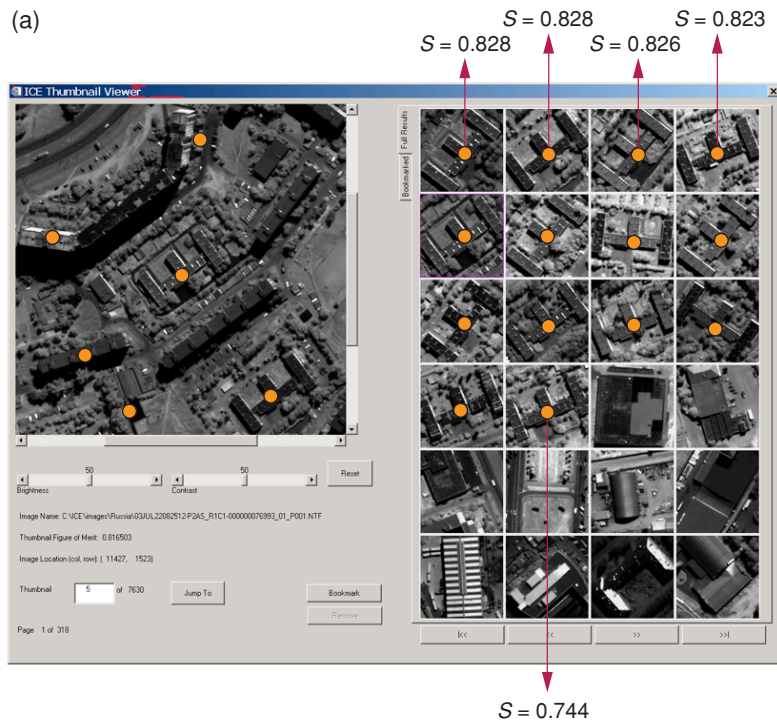 (a)
S = 0.828
S = 0.828
S = 0.826
S = 0.823
ICE Thumbnail Viewer
Full Results
Bookmarked
50
50
Brightness
Contrast
Reset
Image Name: C:\ICE\images\Russia\03JUL22082512-P2AS_R1C1-000000076993_01_P001.NTF
Thumbnail Figure of Merit: 0.816503
Image Location (col, row): ( 11427, 1523)
Thumbnail 5 of 7630 Jump To
Bookmark
Remove
Page 1 of 318
|<< << >> >>|
S = 0.744